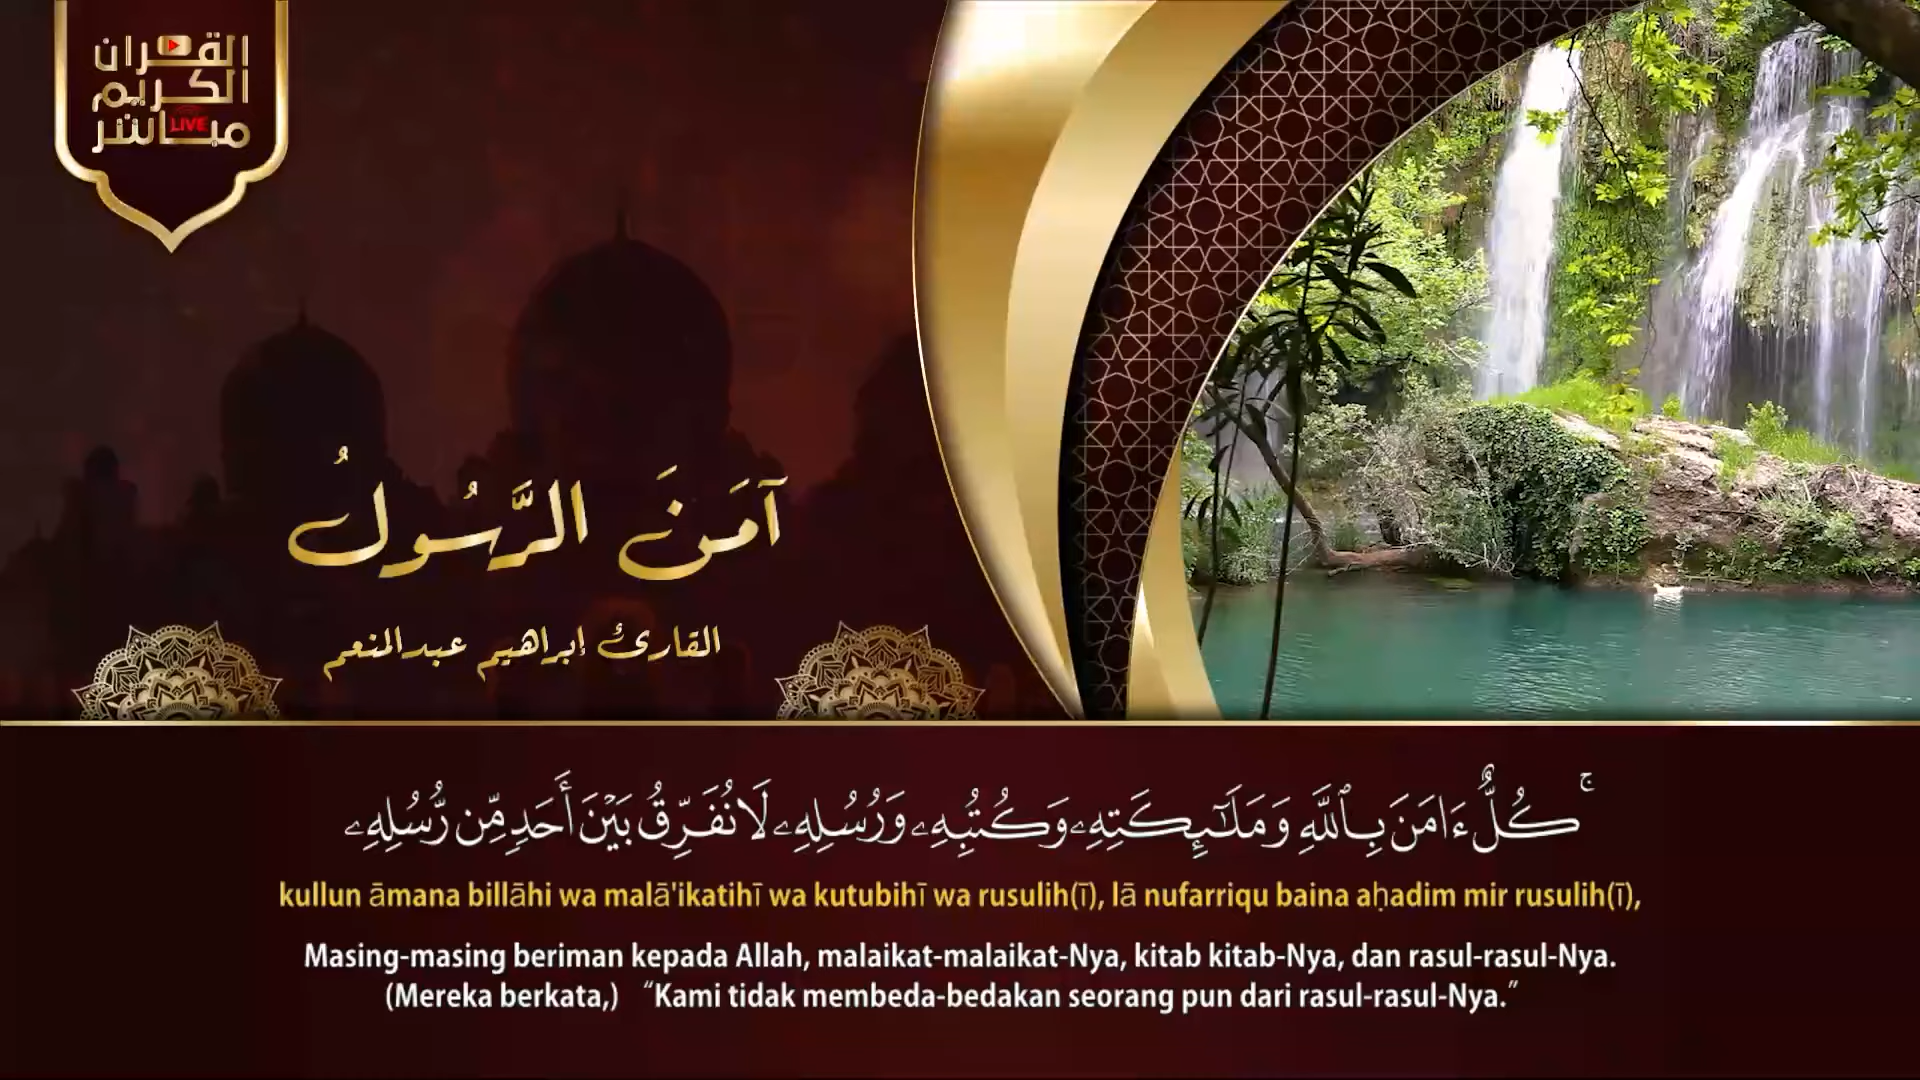 القرآن
الكريم
مباشر
LIVE
آمَنَ الرَّسُولُ
القارئ إبراهيم عبدالمنعم
ۚ كُلٌّ ءَامَنَ بِٱللَّهِ وَمَلَـٰٓئِكَتِهِۦ وَكُتُبِهِۦ وَرُسُلِهِۦ لَا نُفَرِّقُ بَيْنَ أَحَدٍ مِّن رُّسُلِهِۦ
kullun āmana billāhi wa malā'ikatihī wa kutubihī wa rusulih(ī), lā nufarriqu baina aḥadim mir rusulih(ī),
Masing-masing beriman kepada Allah, malaikat-malaikat-Nya, kitab kitab-Nya, dan rasul-rasul-Nya.
(Mereka berkata,) “Kami tidak membeda-bedakan seorang pun dari rasul-rasul-Nya.”